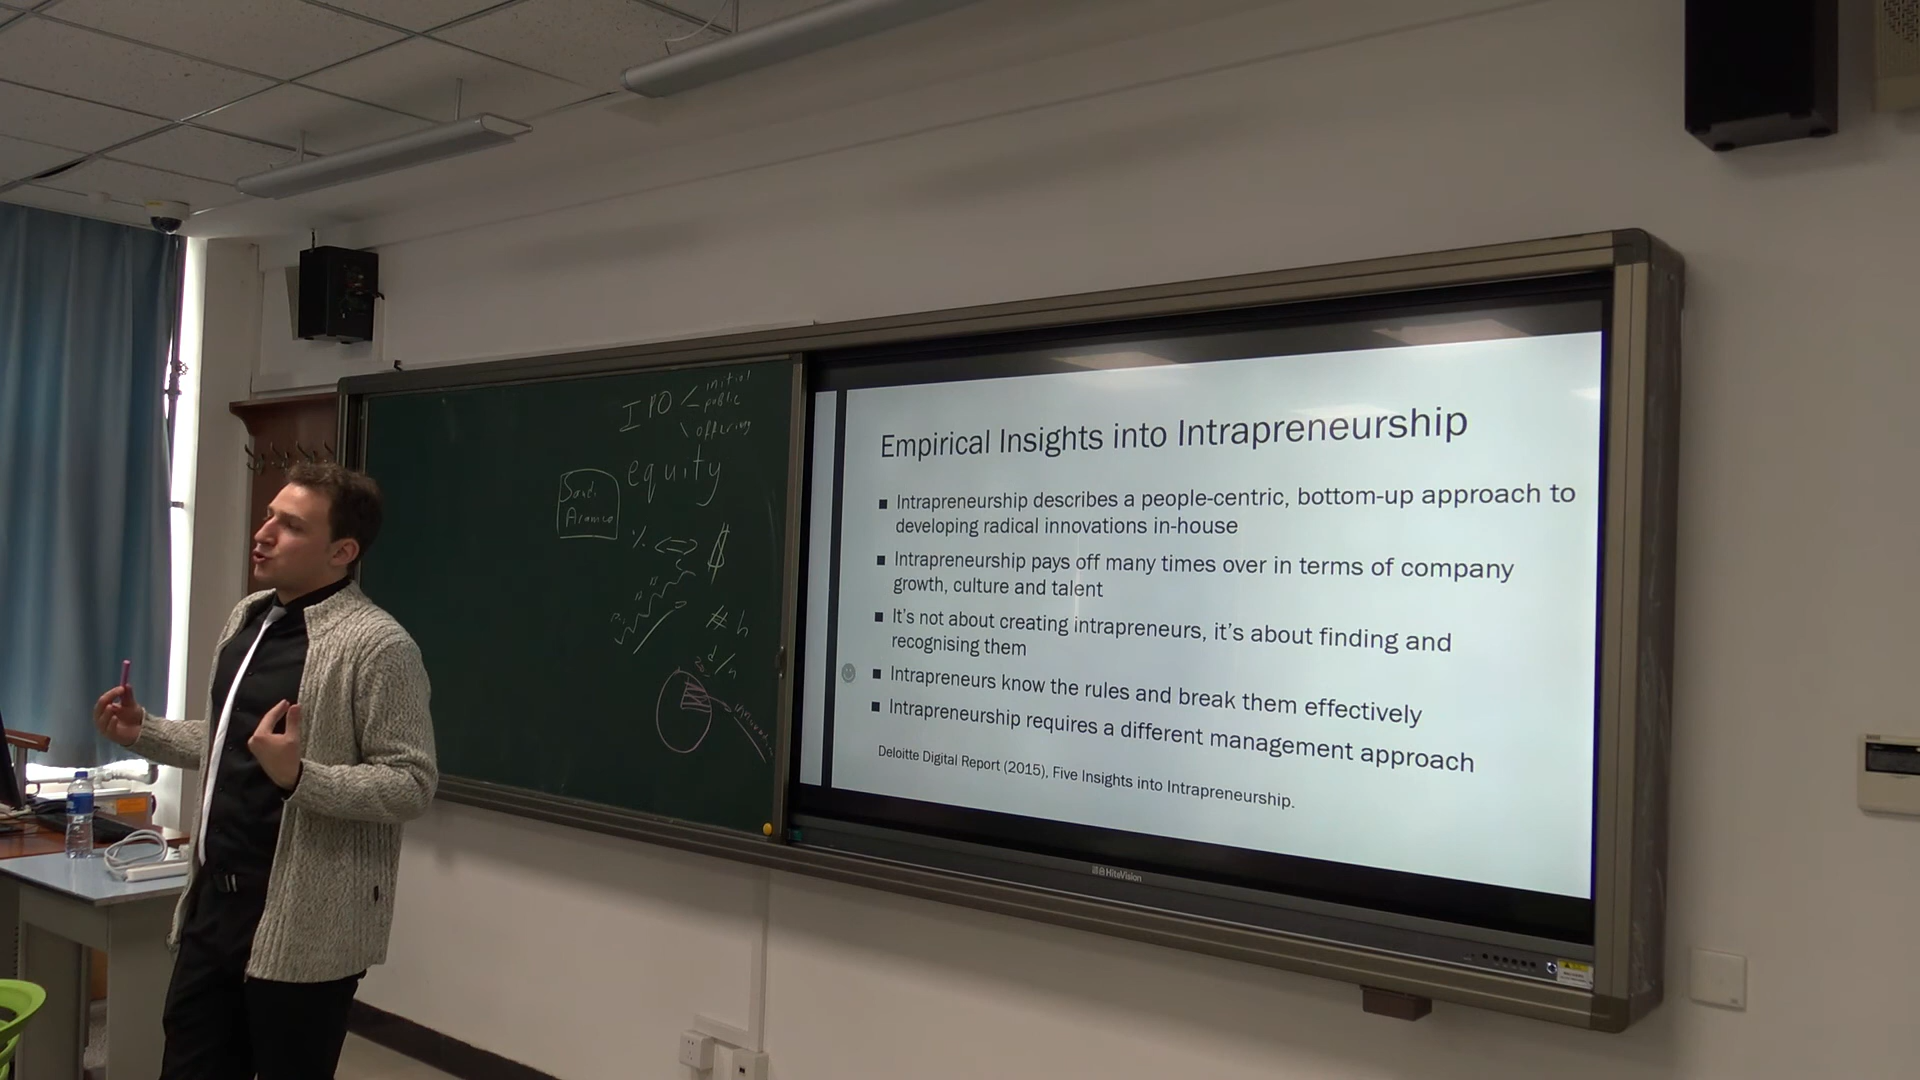 IPO
initial
public
offering
equity
Saudi
Aramco
% $
# h
Empirical Insights into Intrapreneurship
■ Intrapreneurship describes a people-centric, bottom-up approach to
developing radical innovations in-house
■ Intrapreneurship pays off many times over in terms of company
growth, culture and talent
■ It's not about creating intrapreneurs, it's about finding and
recognising them
■ Intrapreneurs know the rules and break them effectively
■ Intrapreneurship requires a different management approach
Deloitte Digital Report (2015), Five Insights into Intrapreneurship.
HiteVision